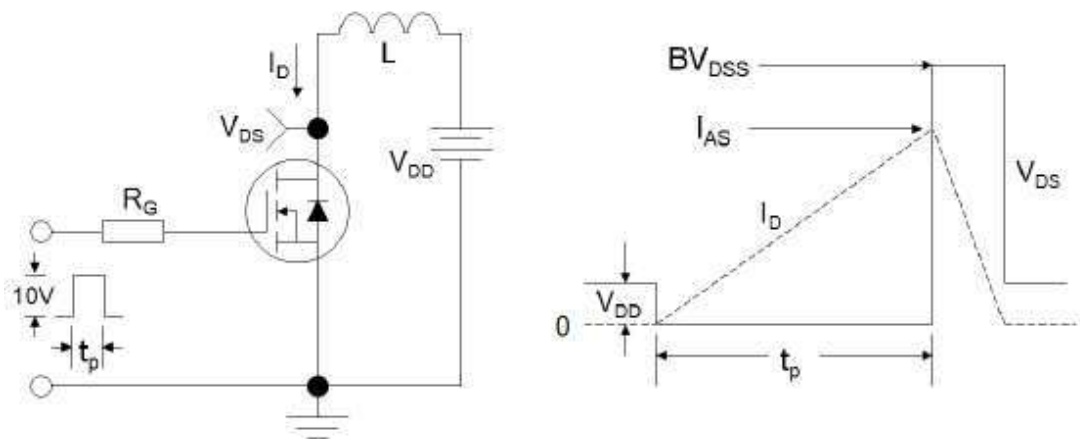 I_D
L
V_DS
V_DD
R_G
10V
t_p
BV_DSS
I_AS
V_DS
I_D
V_DD
0
t_p